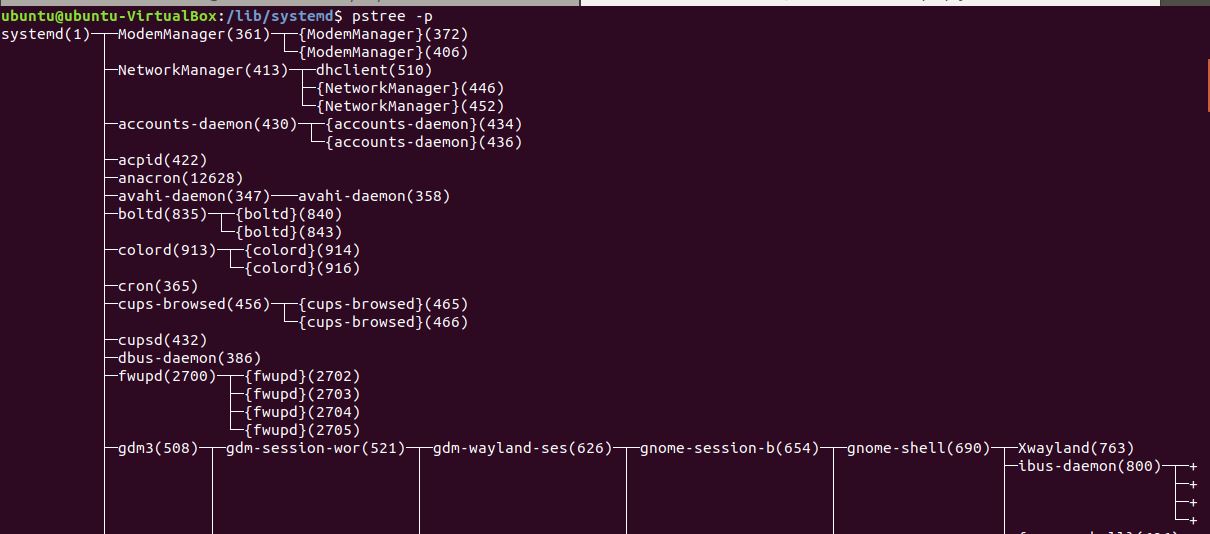 ubuntu@ubuntu-VirtualBox:/lib/systemd$ pstree -p
systemd(1)─┬─ModemManager(361)─┬─{ModemManager}(372)
           │                   └─{ModemManager}(406)
           ├─NetworkManager(413)─┬─dhclient(510)
           │                     ├─{NetworkManager}(446)
           │                     └─{NetworkManager}(452)
           ├─accounts-daemon(430)─┬─{accounts-daemon}(434)
           │                      └─{accounts-daemon}(436)
           ├─acpid(422)
           ├─anacron(12628)
           ├─avahi-daemon(347)───avahi-daemon(358)
           ├─boltd(835)─┬─{boltd}(840)
           │            └─{boltd}(843)
           ├─colord(913)─┬─{colord}(914)
           │             └─{colord}(916)
           ├─cron(365)
           ├─cups-browsed(456)─┬─{cups-browsed}(465)
           │                   └─{cups-browsed}(466)
           ├─cupsd(432)
           ├─dbus-daemon(386)
           ├─fwupd(2700)─┬─{fwupd}(2702)
           │             ├─{fwupd}(2703)
           │             ├─{fwupd}(2704)
           │             └─{fwupd}(2705)
           ├─gdm3(508)─┬─gdm-session-wor(521)─┬─gdm-wayland-ses(626)─┬─gnome-session-b(654)─┬─gnome-shell(690)─┬─Xwayland(763)
           │           │                      │                      │                      │                  ├─ibus-daemon(800)─┬─+
           │           │                      │                      │                      │                  │                  ├─+
           │           │                      │                      │                      │                  │                  ├─+
           │           │                      │                      │                      │                  │                  └─+